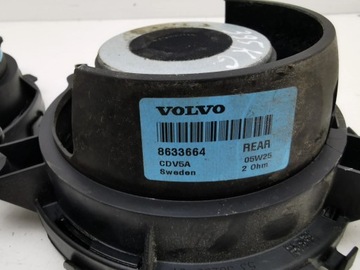 VOLVO
8633664 REAR
CDV5A 05W25
Sweden 2 Ohm